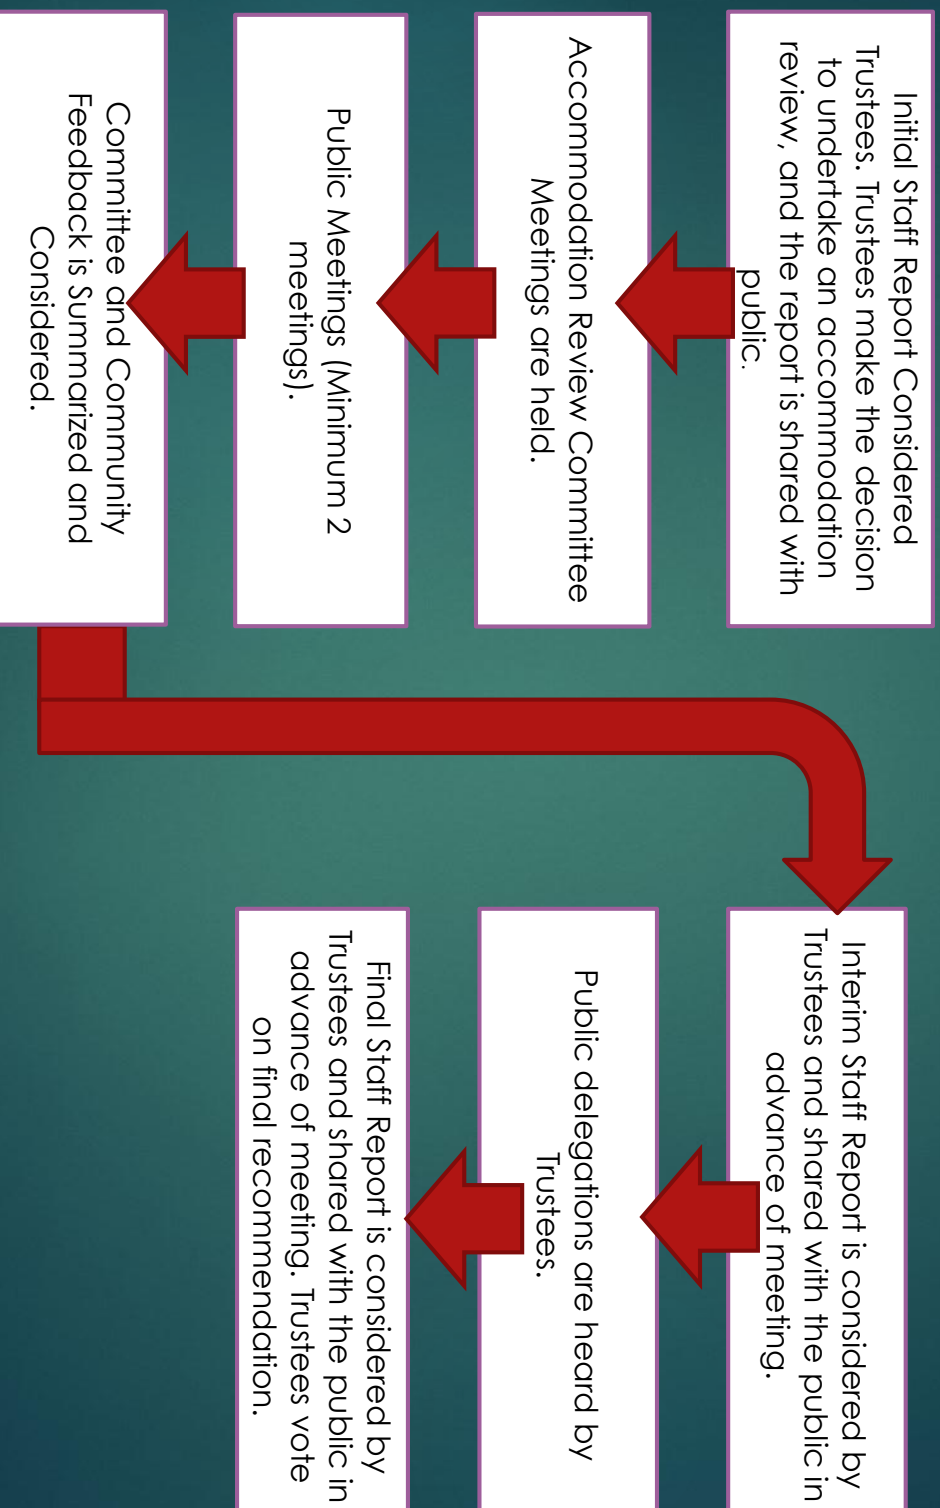 Initial Staff Report Considered
Trustees. Trustees make the decision
to undertake an accommodation
review, and the report is shared with
public.
Accommodation Review Committee
Meetings are held.
Public Meetings (Minimum 2
meetings).
Committee and Community
Feedback is Summarized and
Considered.
Interim Staff Report is considered by
Trustees and shared with the public in
advance of meeting.
Public delegations are heard by
Trustees.
Final Staff Report is considered by
Trustees and shared with the public in
advance of meeting. Trustees vote
on final recommendation.